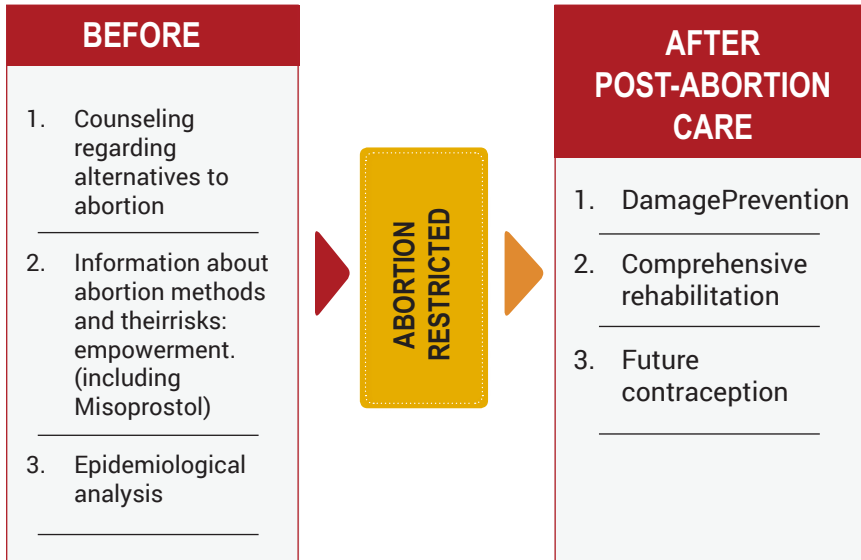 BEFORE
1. Counseling
regarding
alternatives to
abortion
2. Information about
abortion methods
and theirrisks:
empowerment.
(including
Misoprostol)
3. Epidemiological
analysis
ABORTION
RESTRICTED
AFTER
POST-ABORTION
CARE
1. DamagePrevention
2. Comprehensive
rehabilitation
3. Future
contraception